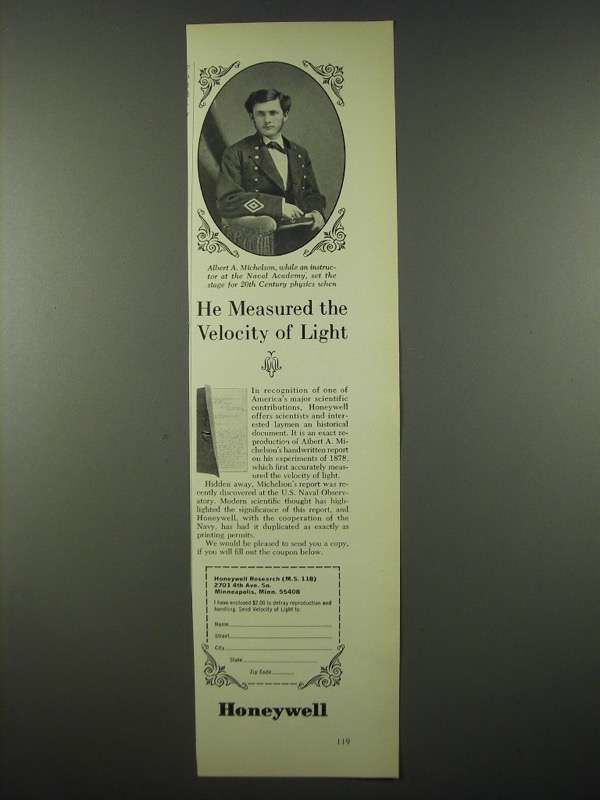 Albert A. Michelson, while an instruc-
tor at the Naval Academy, set the
stage for 20th Century physics when
He Measured the
Velocity of Light
In recognition of one of
America's major scientific
contributions, Honeywell
offers scientists and inter-
ested laymen an historical
document. It is an exact re-
production of Albert A. Mi-
chelson's handwritten report
on his experiments of 1878,
which first accurately meas-
ured the velocity of light.
Hidden away, Michelson's report was re-
cently discovered at the U.S. Naval Observ-
atory. Modern scientific thought has high-
lighted the significance of this report, and
Honeywell, with the cooperation of the
Navy, has had it duplicated as exactly as
printing permits.
We would be pleased to send you a copy,
if you will fill out the coupon below.
Honeywell Research (M.S. 118)
2701 4th Ave. So.
Minneapolis, Minn. 55408
I have enclosed $2.00 to defray reproduction and
handling. Send Velocity of Light to:
Name
Street
City
State
Zip Code
Honeywell
119